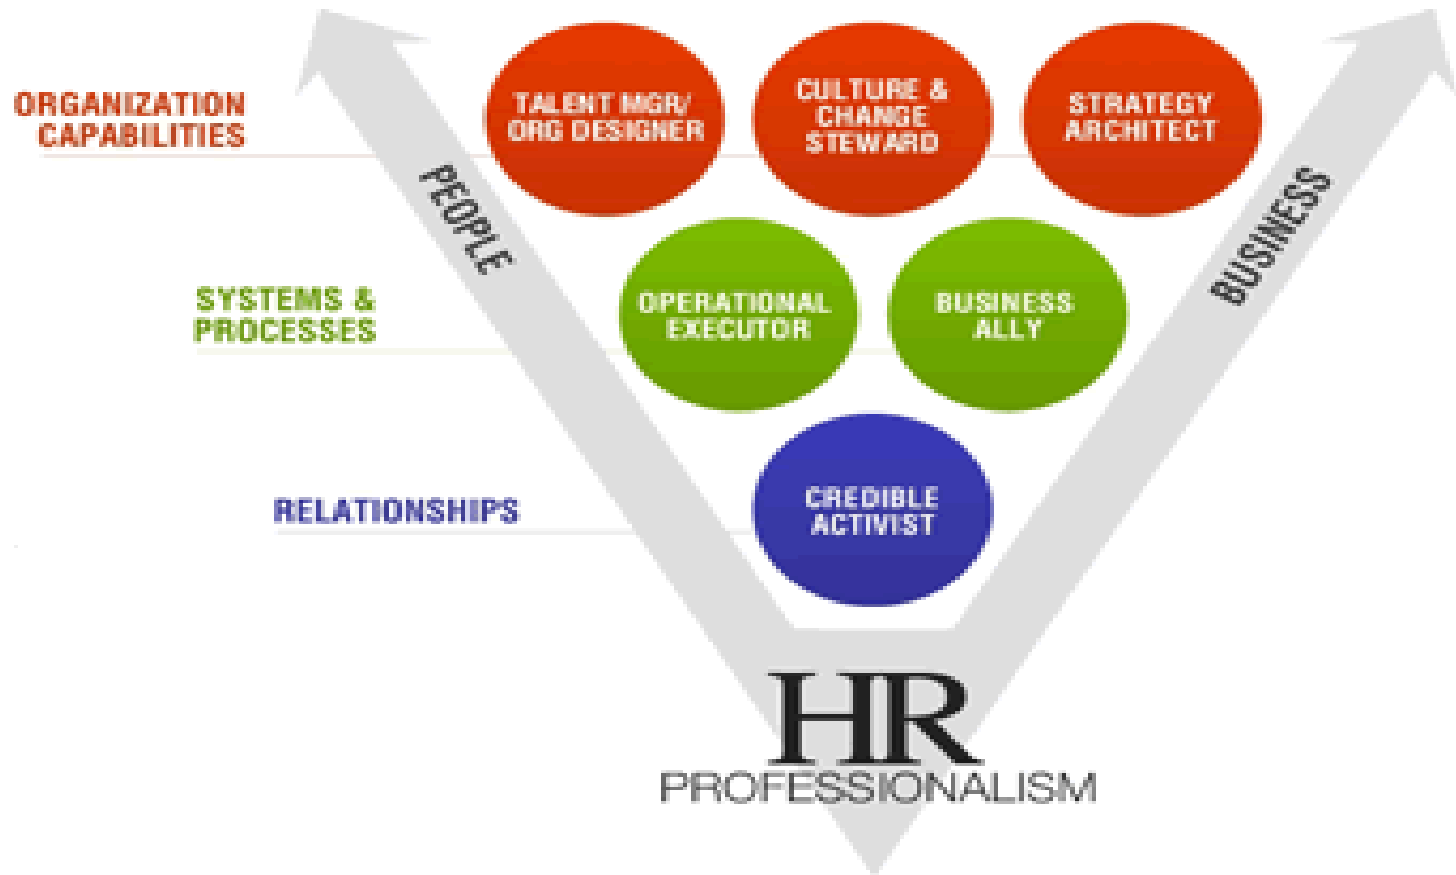 ORGANIZATION
CAPABILITIES
TALENT MGR/
ORG DESIGNER
CULTURE &
CHANGE
STEWARD
STRATEGY
ARCHITECT
PEOPLE
BUSINESS
SYSTEMS &
PROCESSES
OPERATIONAL
EXECUTOR
BUSINESS
ALLY
RELATIONSHIPS
CREDIBLE
ACTIVIST
HR
PROFESSIONALISM